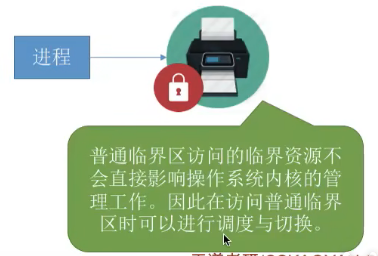 进程
普通临界区访问的临界资源不
会直接影响操作系统内核的管
理工作。因此在访问普通临界
区时可以进行调度与切换。